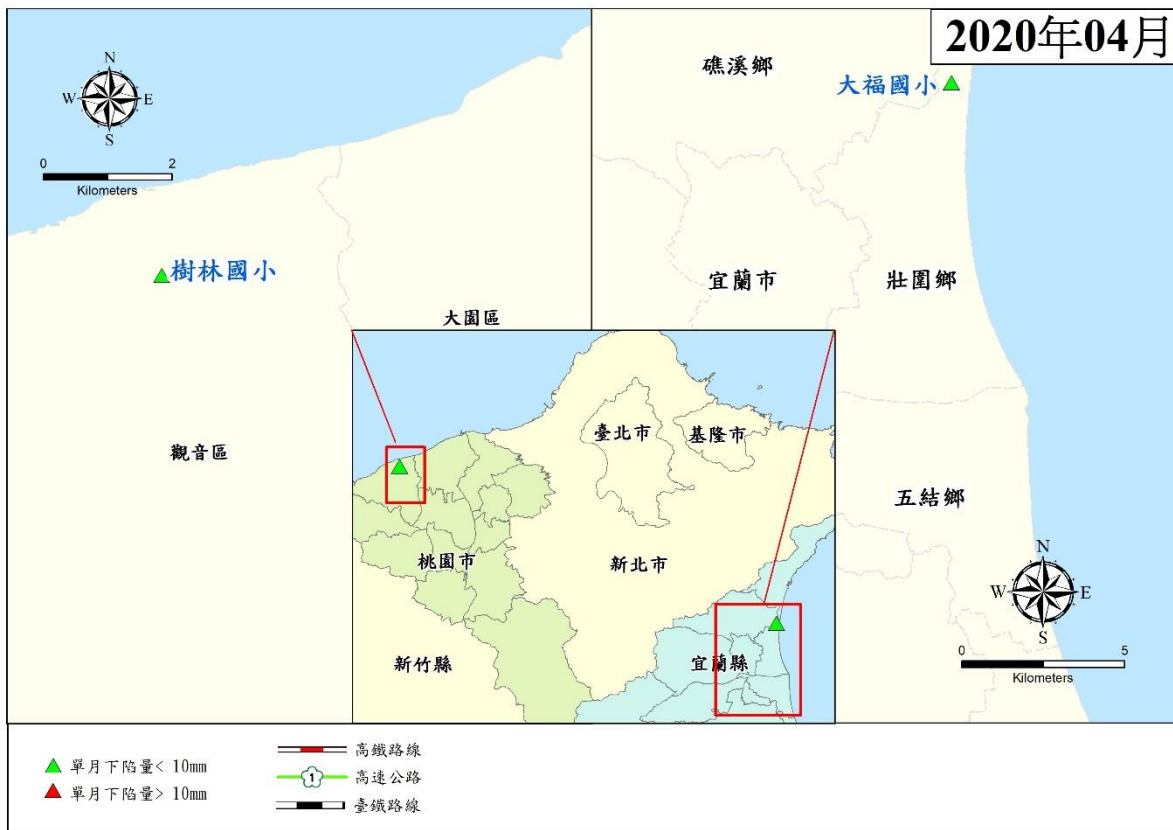 2020年04月
N
W
E
S
0
2
Kilometers
樹林國小
大園區
觀音區
礁溪鄉
大福國小
宜蘭市
壯圍鄉
五結鄉
N
W
E
S
0
5
Kilometers
臺北市
基隆市
桃園市
新北市
新竹縣
宜蘭縣
單月下陷量< 10mm
單月下陷量> 10mm
高鐵路線
1
高速公路
臺鐵路線